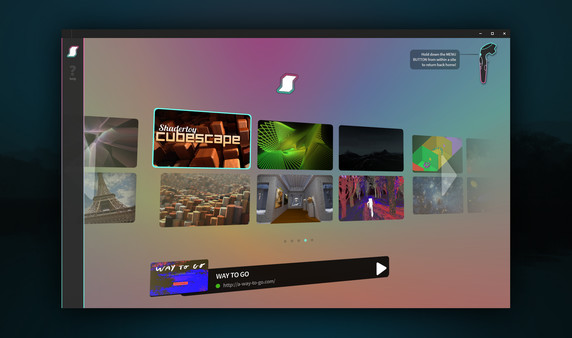 Hold down the MENU
BUTTON from within a site
to return back home!
Shadertoy
CUBESCAPE
WAY TO GO
WAY TO GO
http://a-way-to-go.com/